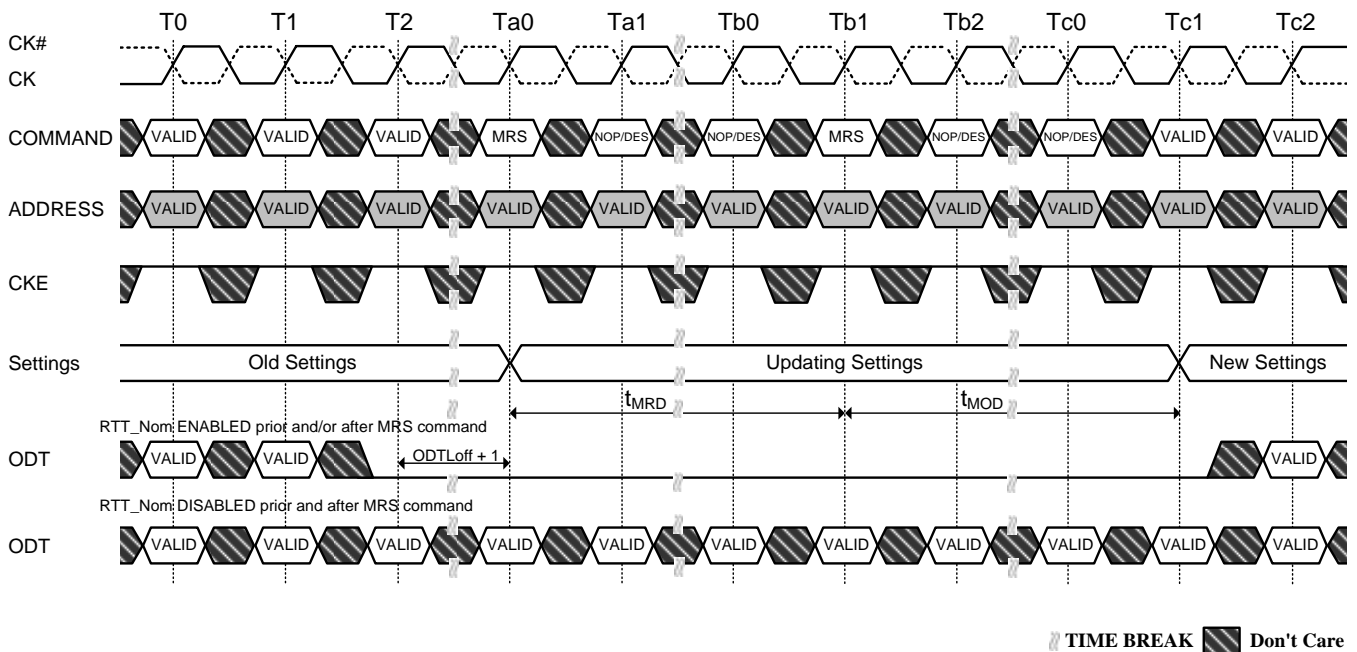 T0 T1 T2 Ta0 Ta1 Tb0 Tb1 Tb2 Tc0 Tc1 Tc2
CK#
CK
COMMAND VALID VALID VALID MRS NOP/DES NOP/DES MRS NOP/DES NOP/DES VALID VALID
ADDRESS VALID VALID VALID VALID VALID VALID VALID VALID VALID VALID VALID
CKE
Settings Old Settings Updating Settings New Settings
tMRD tMOD
RTT_Nom ENABLED prior and/or after MRS command
ODT VALID VALID ODTLoff + 1 VALID
RTT_Nom DISABLED prior and after MRS command
ODT VALID VALID VALID VALID VALID VALID VALID VALID VALID VALID VALID
TIME BREAK Don't Care